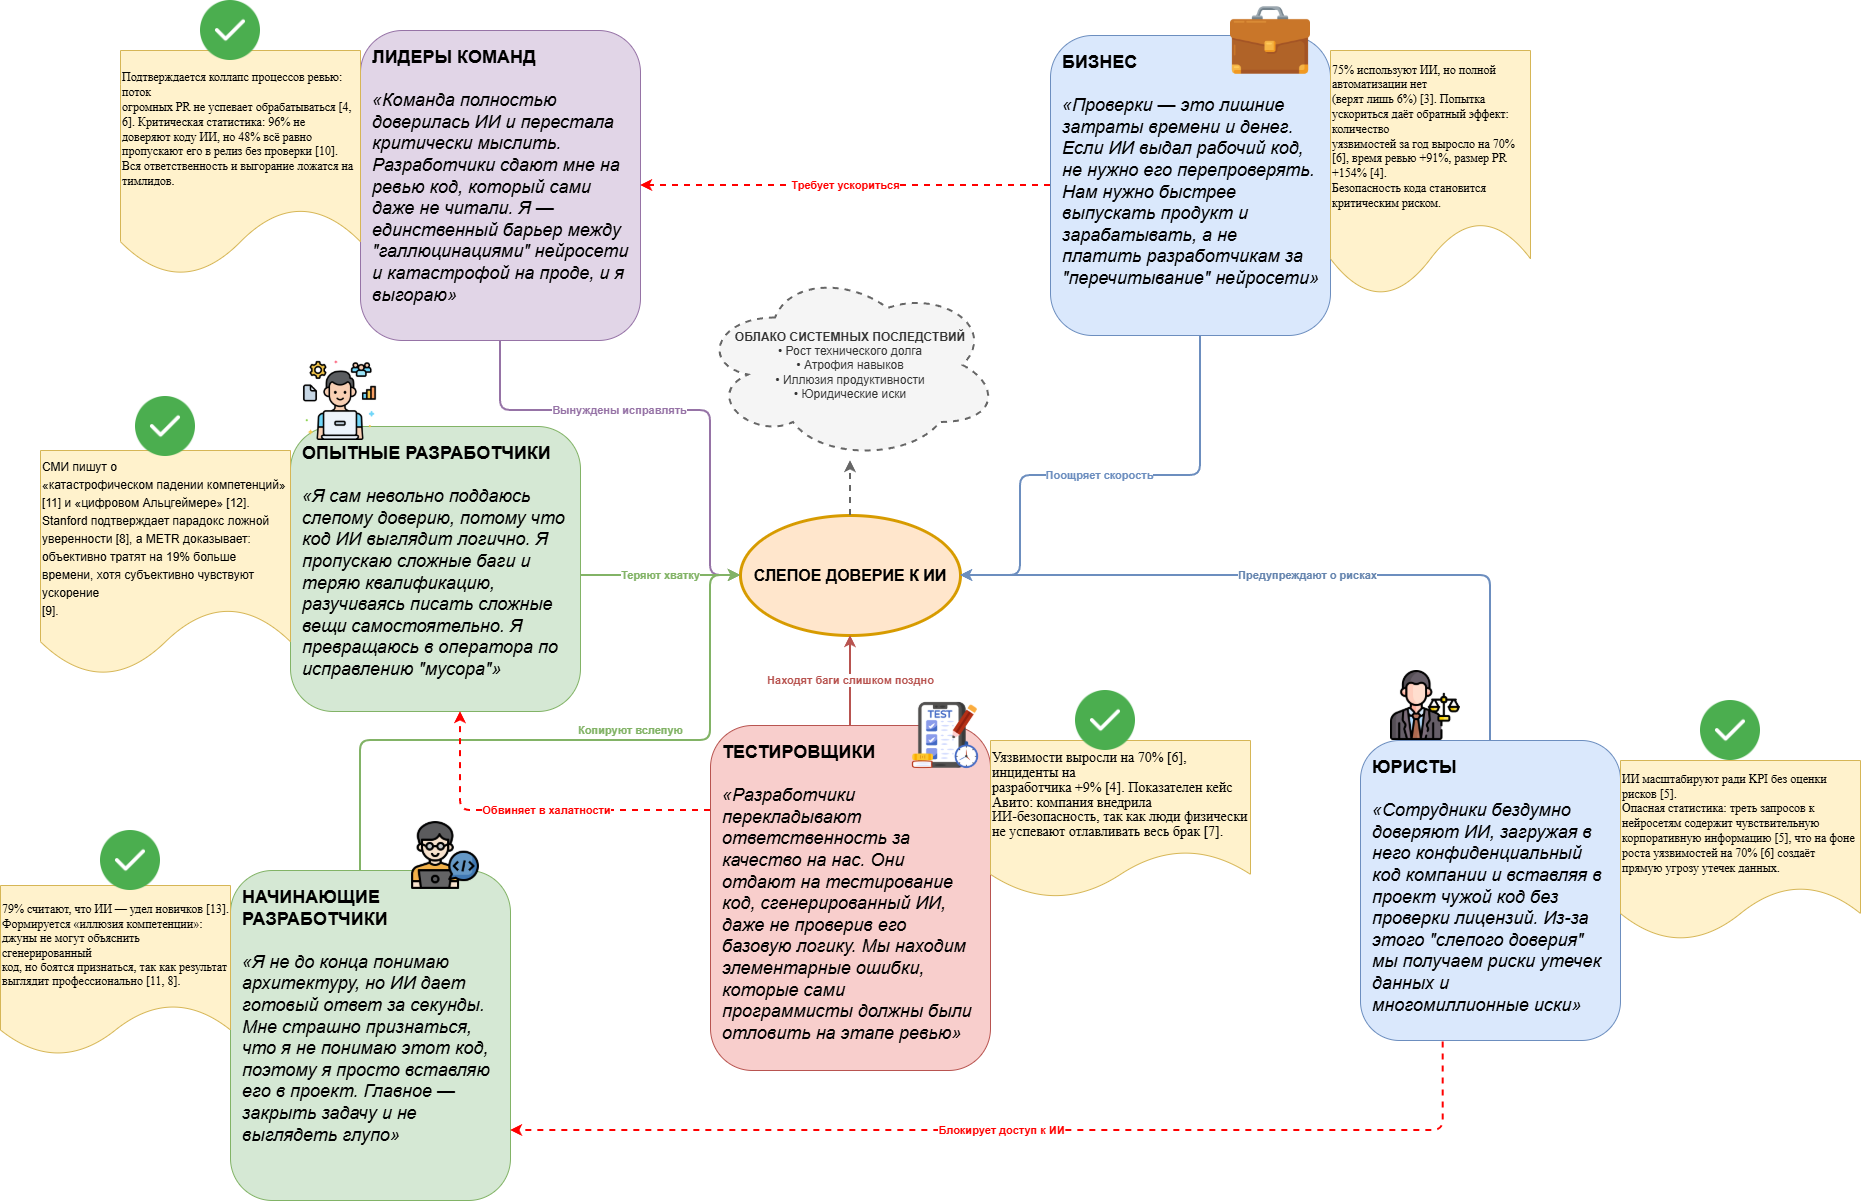 Подтверждается коллапс процессов ревью:
поток
огромных PR не успевает обрабатываться [4,
6]. Критическая статистика: 96% не
доверяют коду ИИ, но 48% всё равно
пропускают его в релиз без проверки [10].
Вся ответственность и выгорание ложатся на
тимлидов.
ЛИДЕРЫ КОМАНД
«Команда полностью
доверилась ИИ и перестала
критически мыслить.
Разработчики сдают мне на
ревью код, который сами
даже не читали. Я —
единственный барьер между
"галлюцинациями" нейросети
и катастрофой на проде, и я
выгораю»
Требует ускориться
БИЗНЕС
«Проверки — это лишние
затраты времени и денег.
Если ИИ выдал рабочий код,
не нужно его перепроверять.
Нам нужно быстрее
выпускать продукт и
зарабатывать, а не
платить разработчикам за
"перечитывание" нейросети»
75% используют ИИ, но полной
автоматизации нет
(верят лишь 6%) [3]. Попытка
ускориться даёт обратный эффект:
количество
уязвимостей за год выросло на 70%
[6], время ревью +91%, размер PR
+154% [4].
Безопасность кода становится
критическим риском.
ОБЛАКО СИСТЕМНЫХ ПОСЛЕДСТВИЙ
• Рост технического долга
• Атрофия навыков
• Иллюзия продуктивности
• Юридические иски
Вынуждены исправлять
Поощряет скорость
СМИ пишут о
«катастрофическом падении компетенций»
[11] и «цифровом Альцгеймере» [12].
Stanford подтверждает парадокс ложной
уверенности [8], а METR доказывает:
объективно тратят на 19% больше
времени, хотя субъективно чувствуют
ускорение
[9].
ОПЫТНЫЕ РАЗРАБОТЧИКИ
«Я сам невольно поддаюсь
слепому доверию, потому что
код ИИ выглядит логично. Я
пропускаю сложные баги и
теряю квалификацию,
разучиваясь писать сложные
вещи самостоятельно. Я
превращаюсь в оператора по
исправлению "мусора"»
Теряют хватку
СЛЕПОЕ ДОВЕРИЕ К ИИ
Предупреждают о рисках
Находят баги слишком поздно
Копируют вслепую
Обвиняет в халатности
TEST
ТЕСТИРОВЩИКИ
«Разработчики
перекладывают
ответственность за
качество на нас. Они
отдают на тестирование
код, сгенерированный ИИ,
даже не проверив его
базовую логику. Мы находим
элементарные ошибки,
которые сами
программисты должны были
отловить на этапе ревью»
Уязвимости выросли на 70% [6],
инциденты на
разработчика +9% [4]. Показателен кейс
Авито: компания внедрила
ИИ-безопасность, так как люди физически
не успевают отлавливать весь брак [7].
ЮРИСТЫ
«Сотрудники бездумно
доверяют ИИ, загружая в
него конфиденциальный
код компании и вставляя в
проект чужой код без
проверки лицензий. Из-за
этого "слепого доверия"
мы получаем риски утечек
данных и
многомиллионные иски»
ИИ масштабируют ради KPI без оценки
рисков [5].
Опасная статистика: треть запросов к
нейросетям содержит чувствительную
корпоративную информацию [5], что на фоне
роста уязвимостей на 70% [6] создаёт
прямую угрозу утечек данных.
79% считают, что ИИ — удел новичков [13].
Формируется «иллюзия компетенции»:
джуны не могут объяснить
сгенерированный
код, но боятся признаться, так как результат
выглядит профессионально [11, 8].
НАЧИНАЮЩИЕ
РАЗРАБОТЧИКИ
«Я не до конца понимаю
архитектуру, но ИИ дает
готовый ответ за секунды.
Мне страшно признаться,
что я не понимаю этот код,
поэтому я просто вставляю
его в проект. Главное —
закрыть задачу и не
выглядеть глупо»
Блокирует доступ к ИИ